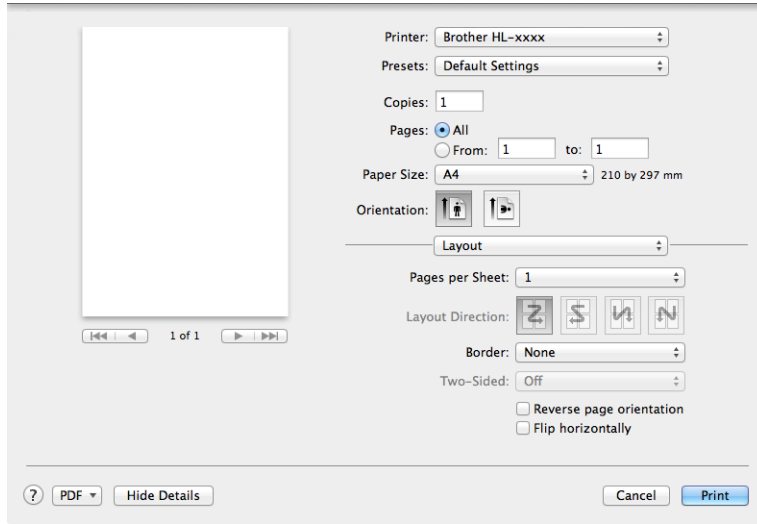 Printer: Brother HL-xxxx
Presets: Default Settings
Copies: 1
Pages: All
From: 1 to: 1
Paper Size: A4 210 by 297 mm
Orientation:
Layout
Pages per Sheet: 1
Layout Direction:
1 of 1
Border: None
Two-Sided: Off
Reverse page orientation
Flip horizontally
? PDF Hide Details Cancel Print